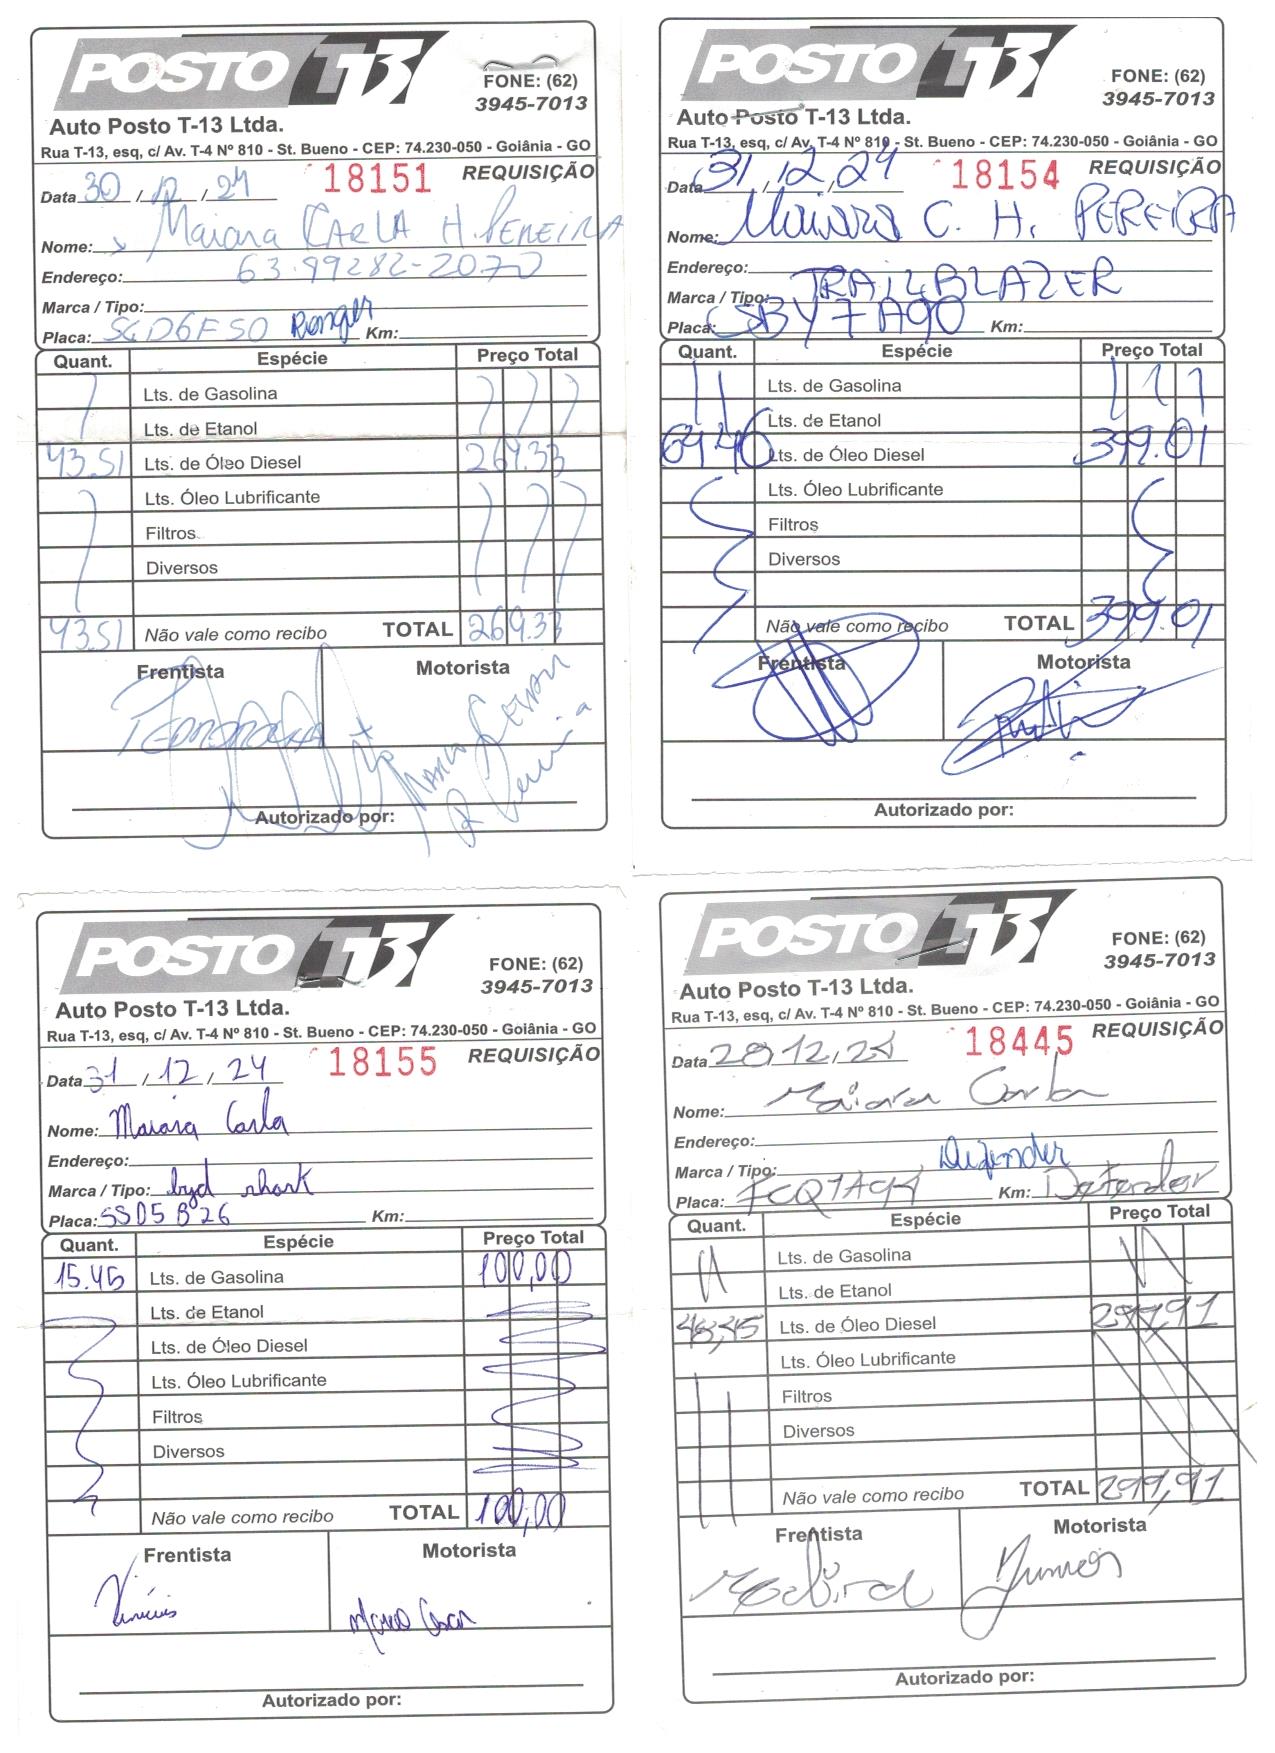 POSTO T-13
FONE: (62)
3945-7013
Auto Posto T-13 Ltda.
Rua T-13, esq, c/ Av. T-4 Nº 810 - St. Bueno - CEP: 74.230-050 - Goiânia - GO
Data 30 / 12 / 24 18151 REQUISIÇÃO
Nome: Maiara CARLA H. PEREIRA
Endereço: 63.99282-2070
Marca / Tipo:
Placa: SGD6F50 Ranger Km:
Quant. Espécie Preço Total
Lts. de Gasolina
Lts. de Etanol
43.51 Lts. de Óleo Diesel 269.33
Lts. Óleo Lubrificante
Filtros
Diversos
43.51 Não vale como recibo TOTAL 269.33
Frentista Motorista
Autorizado por:
POSTO T-13
FONE: (62)
3945-7013
Auto Posto T-13 Ltda.
Rua T-13, esq, c/ Av. T-4 Nº 810 - St. Bueno - CEP: 74.230-050 - Goiânia - GO
Data 31 / 12 / 24 18154 REQUISIÇÃO
Nome: Maiara C. H. PEREIRA
Endereço:
Marca / Tipo: TRAILBLAZER
Placa: SBY7A90 Km:
Quant. Espécie Preço Total
Lts. de Gasolina
Lts. de Etanol
64.46 Lts. de Óleo Diesel 399.01
Lts. Óleo Lubrificante
Filtros
Diversos
Não vale como recibo TOTAL 399.01
Frentista Motorista
Autorizado por:
POSTO T-13
FONE: (62)
3945-7013
Auto Posto T-13 Ltda.
Rua T-13, esq, c/ Av. T-4 Nº 810 - St. Bueno - CEP: 74.230-050 - Goiânia - GO
Data 31 / 12 / 24 18155 REQUISIÇÃO
Nome: Maiara Carla
Endereço:
Marca / Tipo: byd shark
Placa: SSD5B26 Km:
Quant. Espécie Preço Total
15.45 Lts. de Gasolina 100,00
Lts. de Etanol
Lts. de Óleo Diesel
Lts. Óleo Lubrificante
Filtros
Diversos
Não vale como recibo TOTAL 100,00
Frentista Motorista
Vinicius Marco Cesar
Autorizado por:
POSTO T-13
FONE: (62)
3945-7013
Auto Posto T-13 Ltda.
Rua T-13, esq, c/ Av. T-4 Nº 810 - St. Bueno - CEP: 74.230-050 - Goiânia - GO
Data 28/12/24 18445 REQUISIÇÃO
Nome: Maiara Carla
Endereço:
Marca / Tipo: Defender
Placa: Km: Defender
Quant. Espécie Preço Total
Lts. de Gasolina
Lts. de Etanol
48,45 Lts. de Óleo Diesel 299,91
Lts. Óleo Lubrificante
Filtros
Diversos
Não vale como recibo TOTAL 299,91
Frentista Motorista
Junior
Autorizado por: